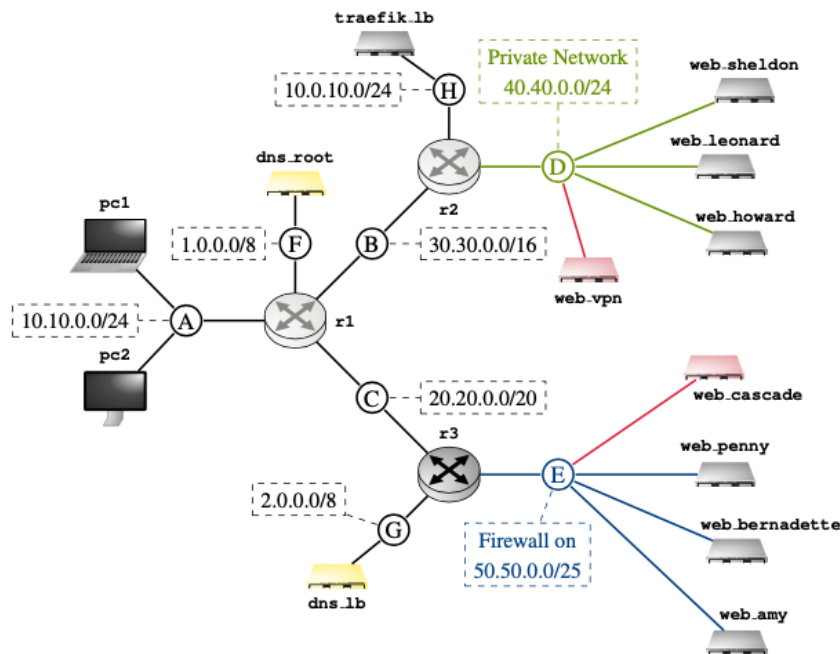 traefik_lb
Private Network
40.40.0.0/24
web_sheldon
10.0.10.0/24
H
dns_root
web_leonard
D
r2
pc1
web_howard
1.0.0.0/8
F
B
30.30.0.0/16
web_vpn
10.10.0.0/24
A
r1
pc2
C
20.20.0.0/20
web_cascade
r3
web_penny
E
2.0.0.0/8
G
web_bernadette
Firewall on
50.50.0.0/25
dns_lb
web_amy